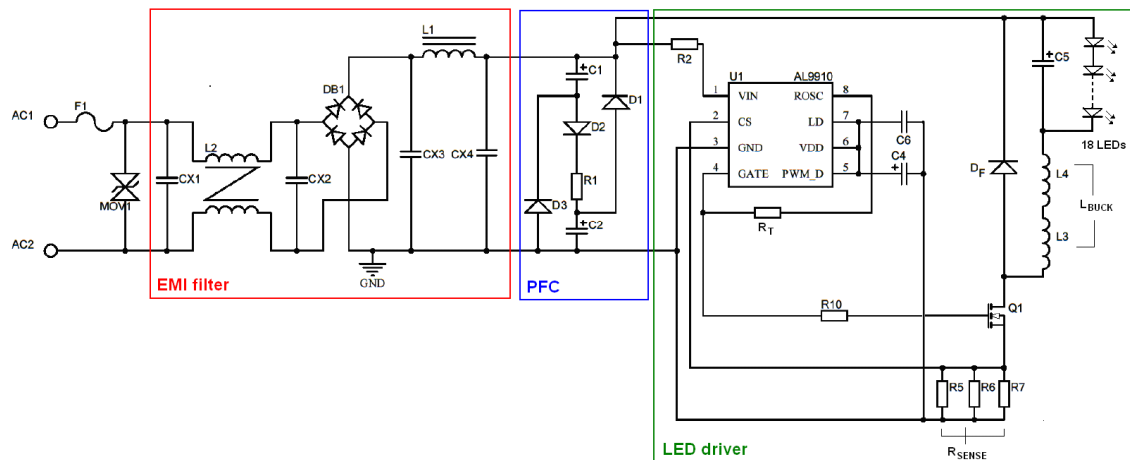 L1
R2
C1
D1
U1 AL9910
1 VIN ROSC 8
2 CS LD 7
3 GND VDD 6
4 GATE PWM_D 5
C6
C4
C5
18 LEDs
AC1
F1
DB1
L2
CX1
CX2
CX3
CX4
MOV1
AC2
D2
R1
D3
C2
GND
RT
DF
L4
L3
LBUCK
R10
Q1
R5
R6
R7
RSENSE
EMI filter
PFC
LED driver